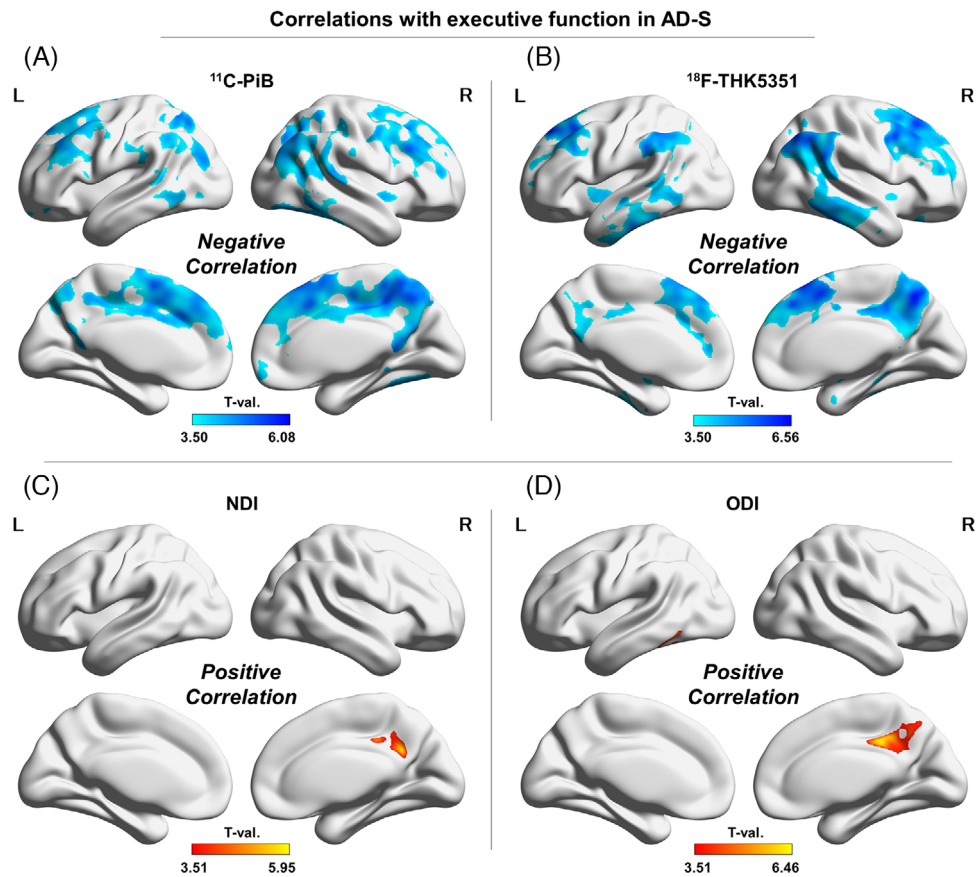 Correlations with executive function in AD-S
(A)
¹¹C-PiB
L
R
Negative
Correlation
T-val.
3.50 6.08
(B)
¹⁸F-THK5351
L
R
Negative
Correlation
T-val.
3.50 6.56
(C)
NDI
L
R
Positive
Correlation
T-val.
3.51 5.95
(D)
ODI
L
R
Positive
Correlation
T-val.
3.51 6.46